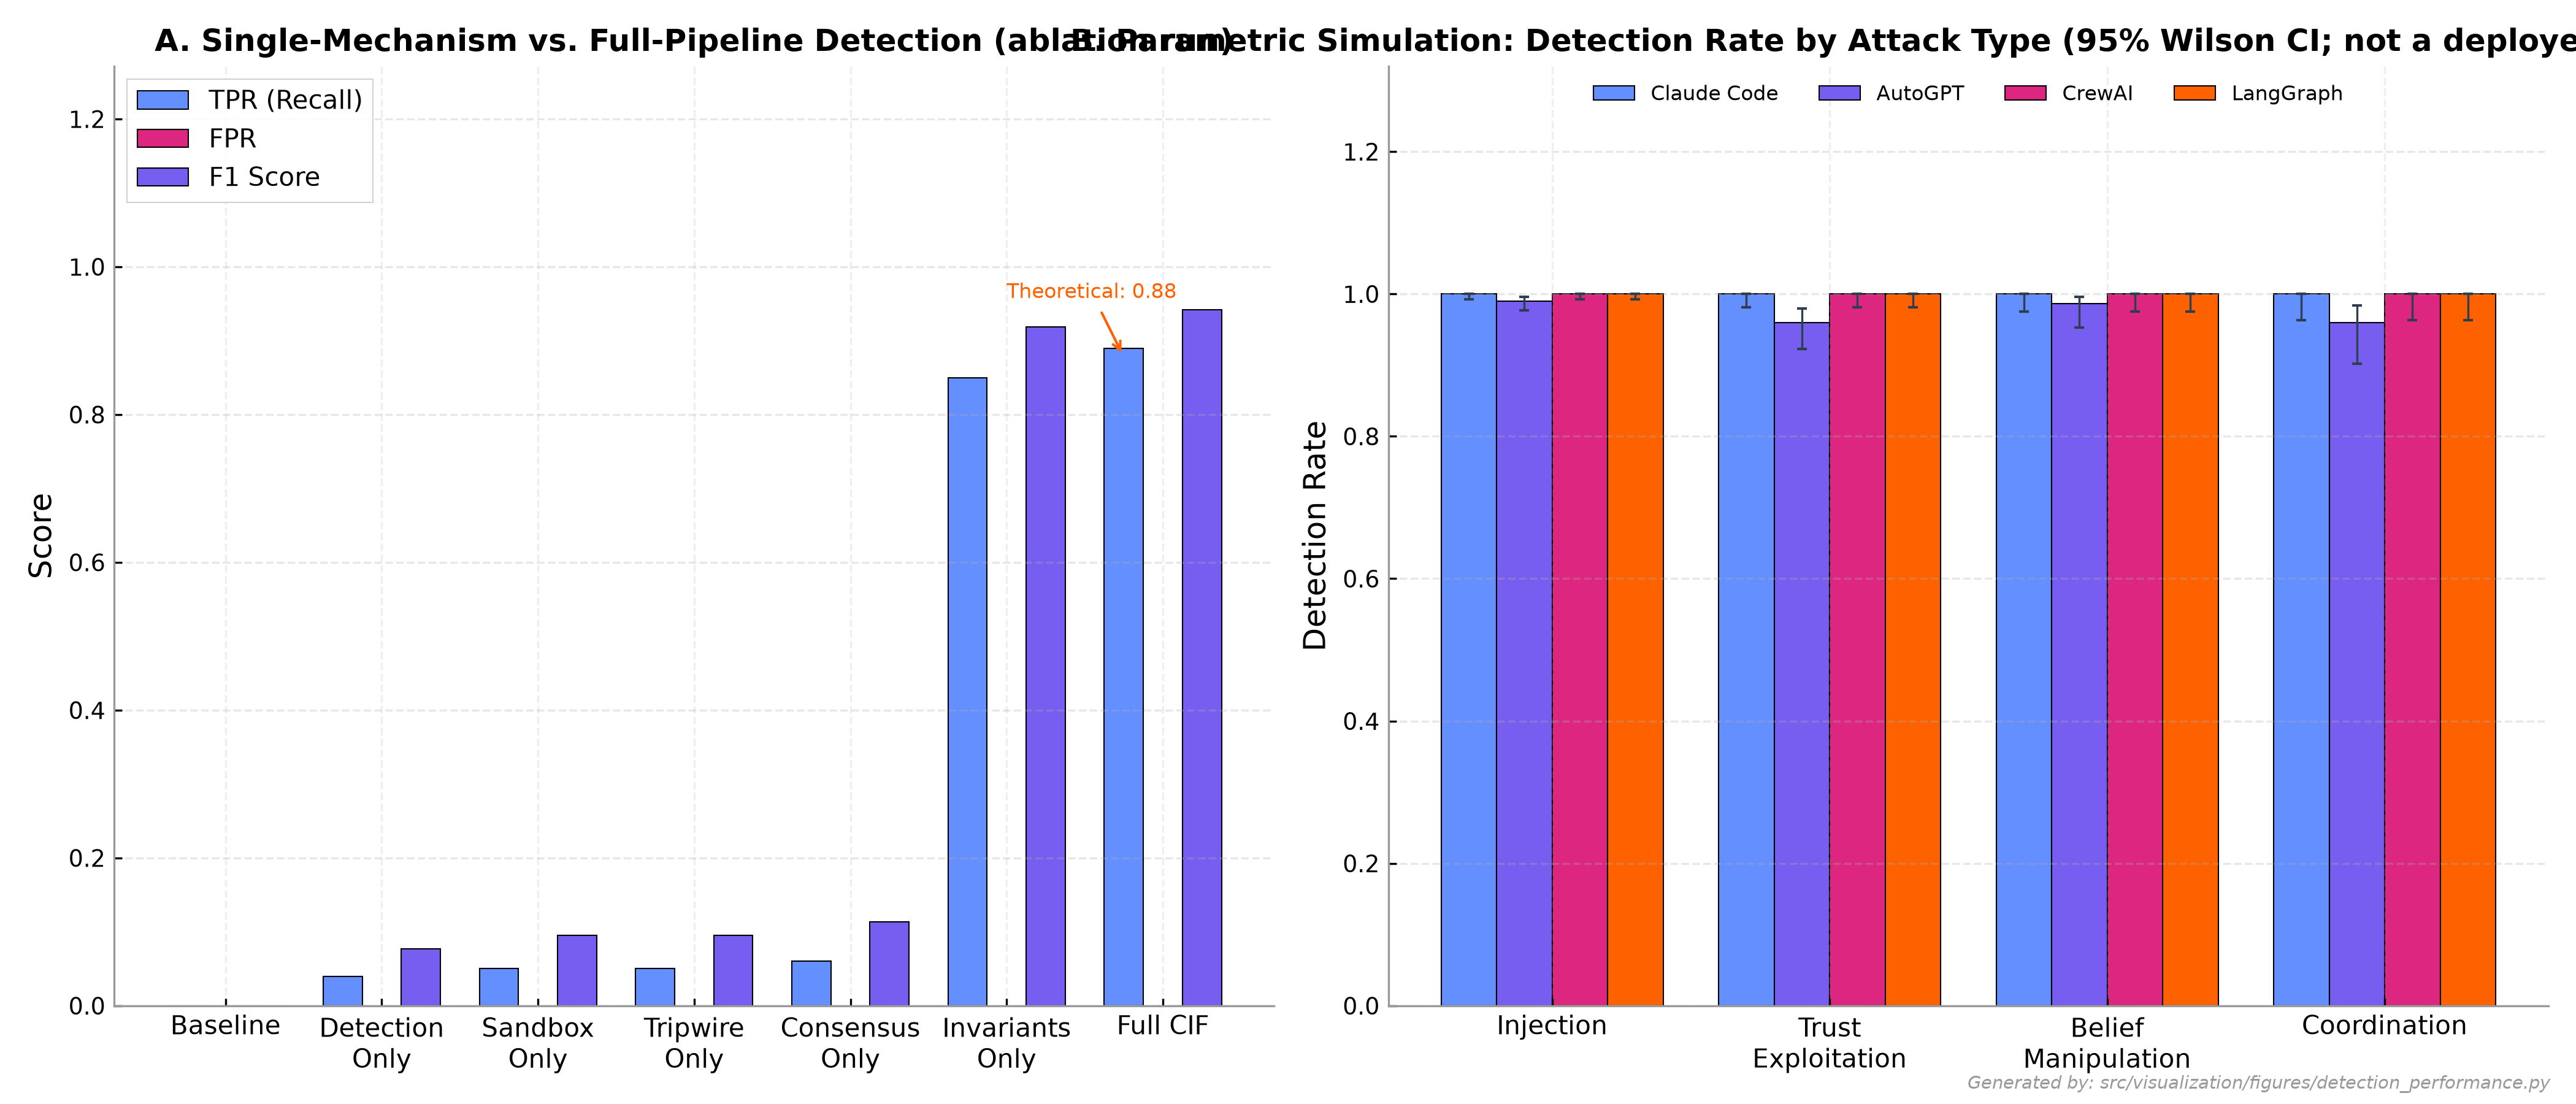 A. Single-Mechanism vs. Full-Pipeline Detection (ablation run)
TPR (Recall)
FPR
F1 Score
Score
1.2
1.0
0.8
0.6
0.4
0.2
0.0
Theoretical: 0.88
Baseline
Detection
Only
Sandbox
Only
Tripwire
Only
Consensus
Only
Invariants
Only
Full CIF
B. Parametric Simulation: Detection Rate by Attack Type (95% Wilson CI; not a deploye
Claude Code
AutoGPT
CrewAI
LangGraph
Detection Rate
1.2
1.0
0.8
0.6
0.4
0.2
0.0
Injection
Trust
Exploitation
Belief
Manipulation
Coordination
Generated by: src/visualization/figures/detection_performance.py